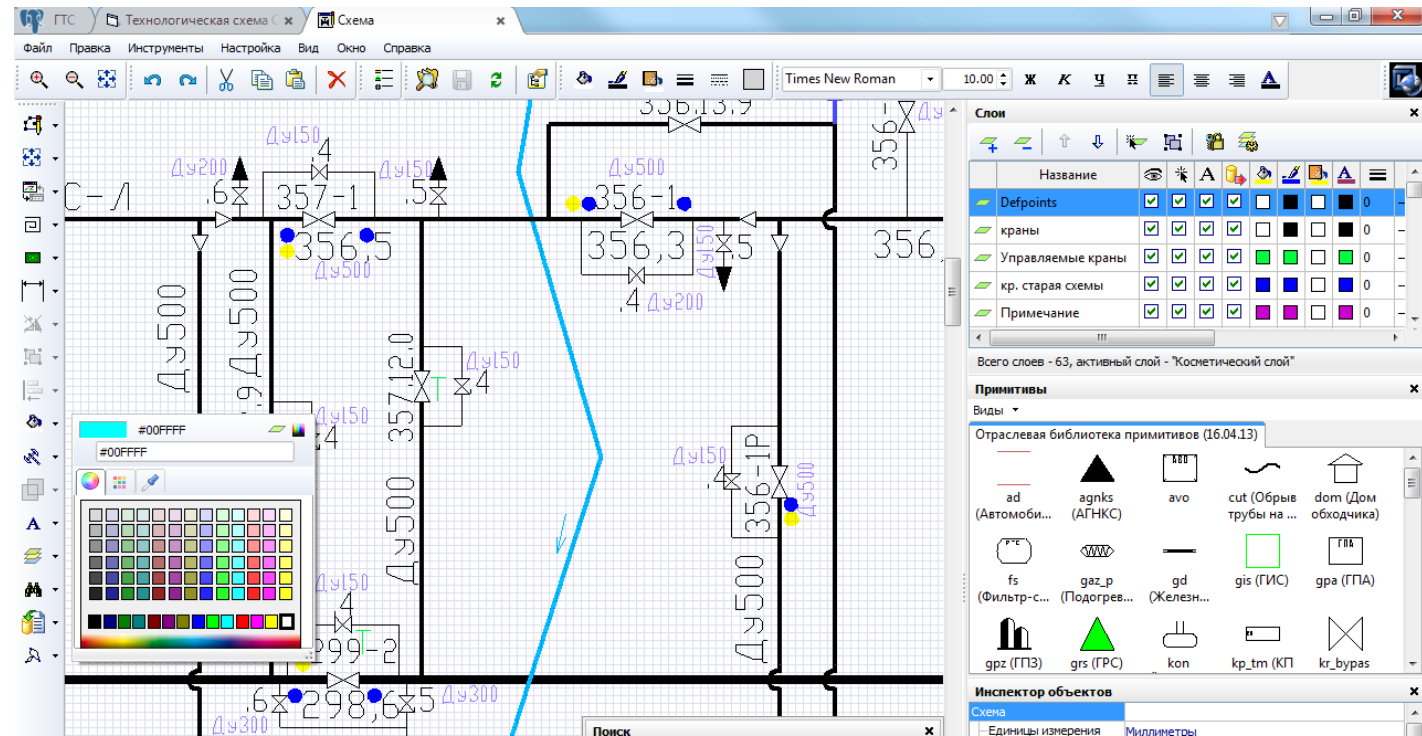 ГТС
Технологическая схема С
Схема
Файл Правка Инструменты Настройка Вид Окно Справка
Times New Roman
10.00
Ж К Ч
С-Л
Ду200
.6
Ду150
.4
357-1
Ду150
.5
356,5
Ду500
356,13.9
Ду500
356-1
356,3
Ду150
.5
.4 Ду200
356-
356,
Ду500
.9 Ду500
357-12.0
Т
Ду150
.4
Ду150
.4
Ду500
Ду150
.4
356-1Р
Ду500
Ду500
Ду150
.4
Т
299-2
.6
298,6
.5
Ду300
Ду300
#00FFFF
#00FFFF
Поиск
Слои
Название
А
Defpoints
0
краны
0
Управляемые краны
0
кр. старая схемы
0
Примечание
0
Всего слоев - 63, активный слой - "Косметический слой"
Примитивы
Виды
Отраслевая библиотека примитивов (16.04.13)
ad (Автомоби...
agnks (АГНКС)
avo
cut (Обрыв трубы на ...
dom (Дом обходчика)
ГПА
fs (Фильтр-с...
gaz_p (Подогрев...
gd (Железн...
gis (ГИС)
gpa (ГПА)
gpz (ГПЗ)
grs (ГРС)
kon
kp_tm (КП
kr_bypas
Инспектор объектов
Схема
Единицы измерения
Миллиметры